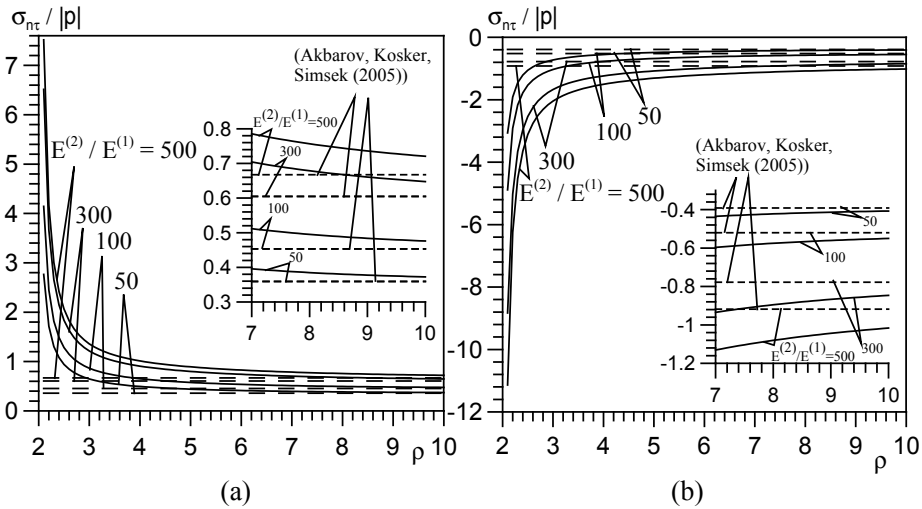 σnτ / |p|
7
6
5
4
3
2
1
0
2 3 4 5 6 7 8 9 10
ρ
E(2) / E(1) = 500
300
100
50
(Akbarov, Kosker,
Simsek (2005))
0.8
0.7
0.6
0.5
0.4
0.3
7 8 9 10
E(2)/E(1)=500
300
100
50
(a)
σnτ / |p|
0
-2
-4
-6
-8
-10
-12
2 3 4 5 6 7 8 9 10
ρ
50
100
300
E(2) / E(1) = 500
(Akbarov, Kosker,
Simsek (2005))
-0.4
-0.6
-0.8
-1
-1.2
7 8 9 10
50
100
E(2)/E(1)=500
300
(b)